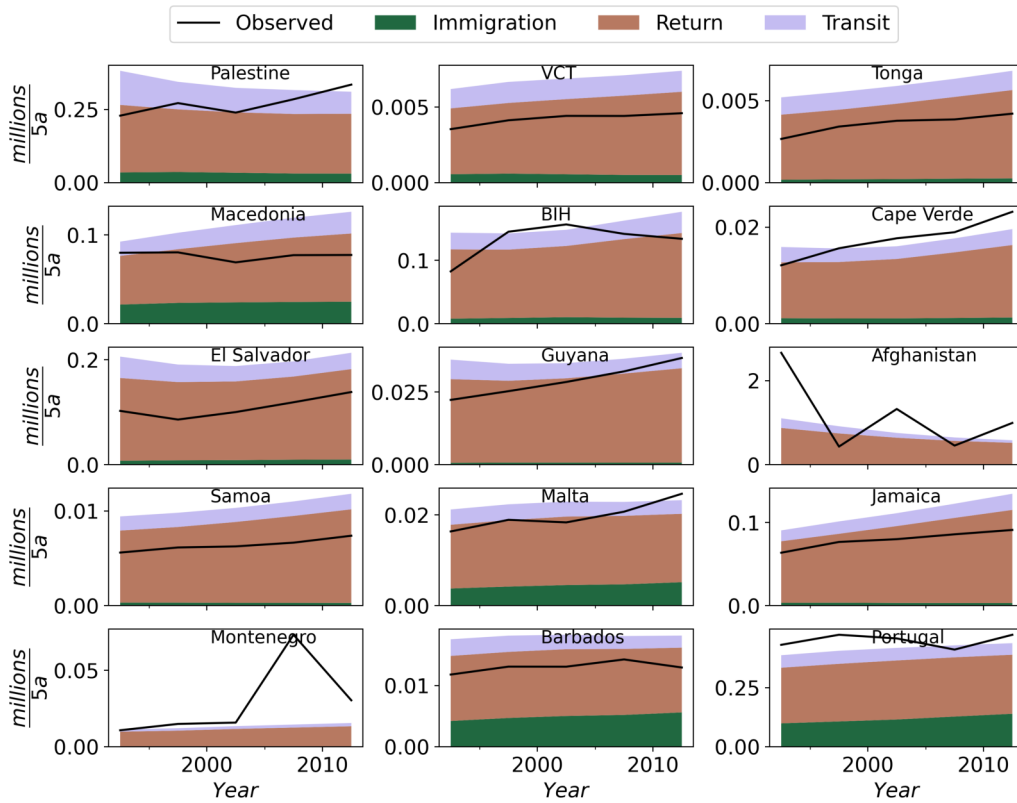 Observed Immigration Return Transit
Palestine VCT Tonga
millions
5a
0.25
0.00
0.005
0.000
0.005
0.000
Macedonia BIH Cape Verde
millions
5a
0.1
0.0
0.1
0.0
0.02
0.00
El Salvador Guyana Afghanistan
millions
5a
0.2
0.0
0.025
0.000
2
0
Samoa Malta Jamaica
millions
5a
0.01
0.00
0.02
0.00
0.1
0.0
Montenegro Barbados Portugal
millions
5a
0.05
0.00
0.01
0.00
0.25
0.00
2000 2010 2000 2010 2000 2010
Year Year Year